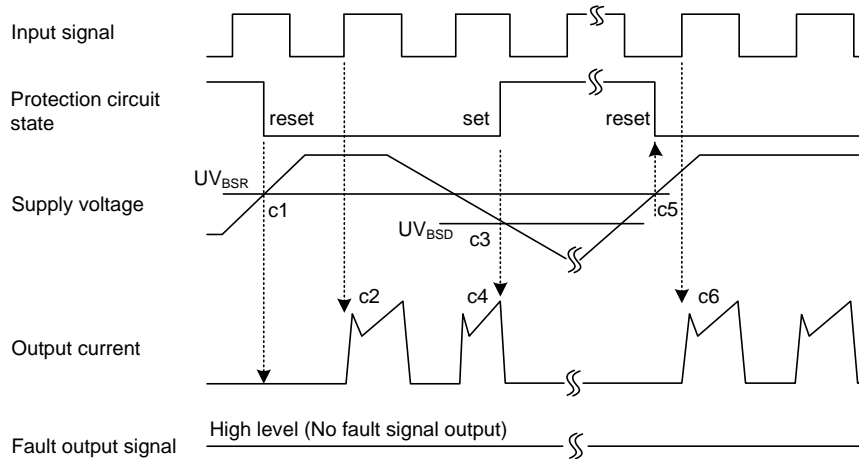 Input signal
Protection circuit
state
reset
set
reset
UVBSR
Supply voltage
c1
UVBSD
c3
c5
c2
c4
c6
Output current
High level (No fault signal output)
Fault output signal